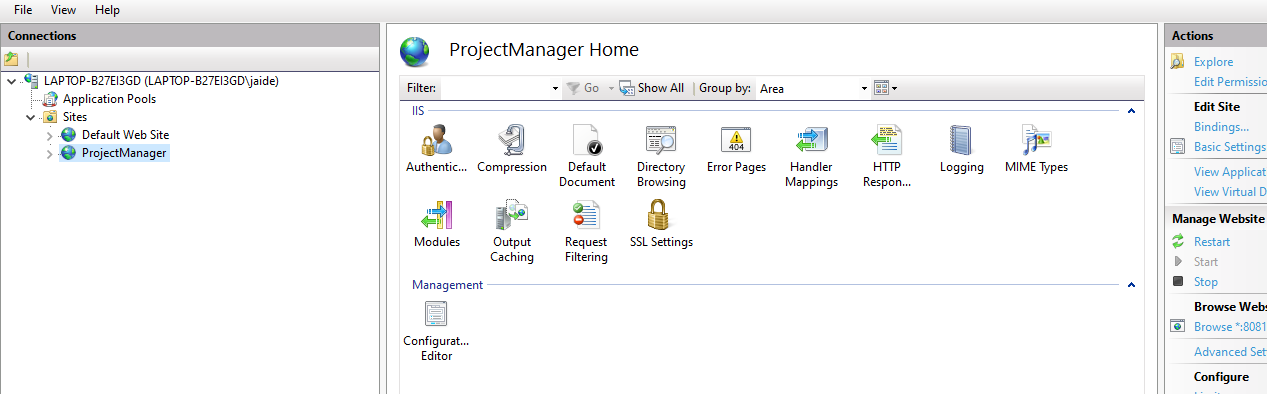 File View Help
Connections
LAPTOP-B27EI3GD (LAPTOP-B27EI3GD\jaide)
Application Pools
Sites
Default Web Site
ProjectManager
ProjectManager Home
Filter: Go Show All Group by: Area
IIS
Authentic... Compression Default Document Directory Browsing Error Pages Handler Mappings HTTP Respon... Logging MIME Types
404
Modules Output Caching Request Filtering SSL Settings
Management
Configurat... Editor
Actions
Explore
Edit Permissio
Edit Site
Bindings...
Basic Settings
View Applicat
View Virtual D
Manage Website
Restart
Start
Stop
Browse Webs
Browse *:8081
Advanced Set
Configure